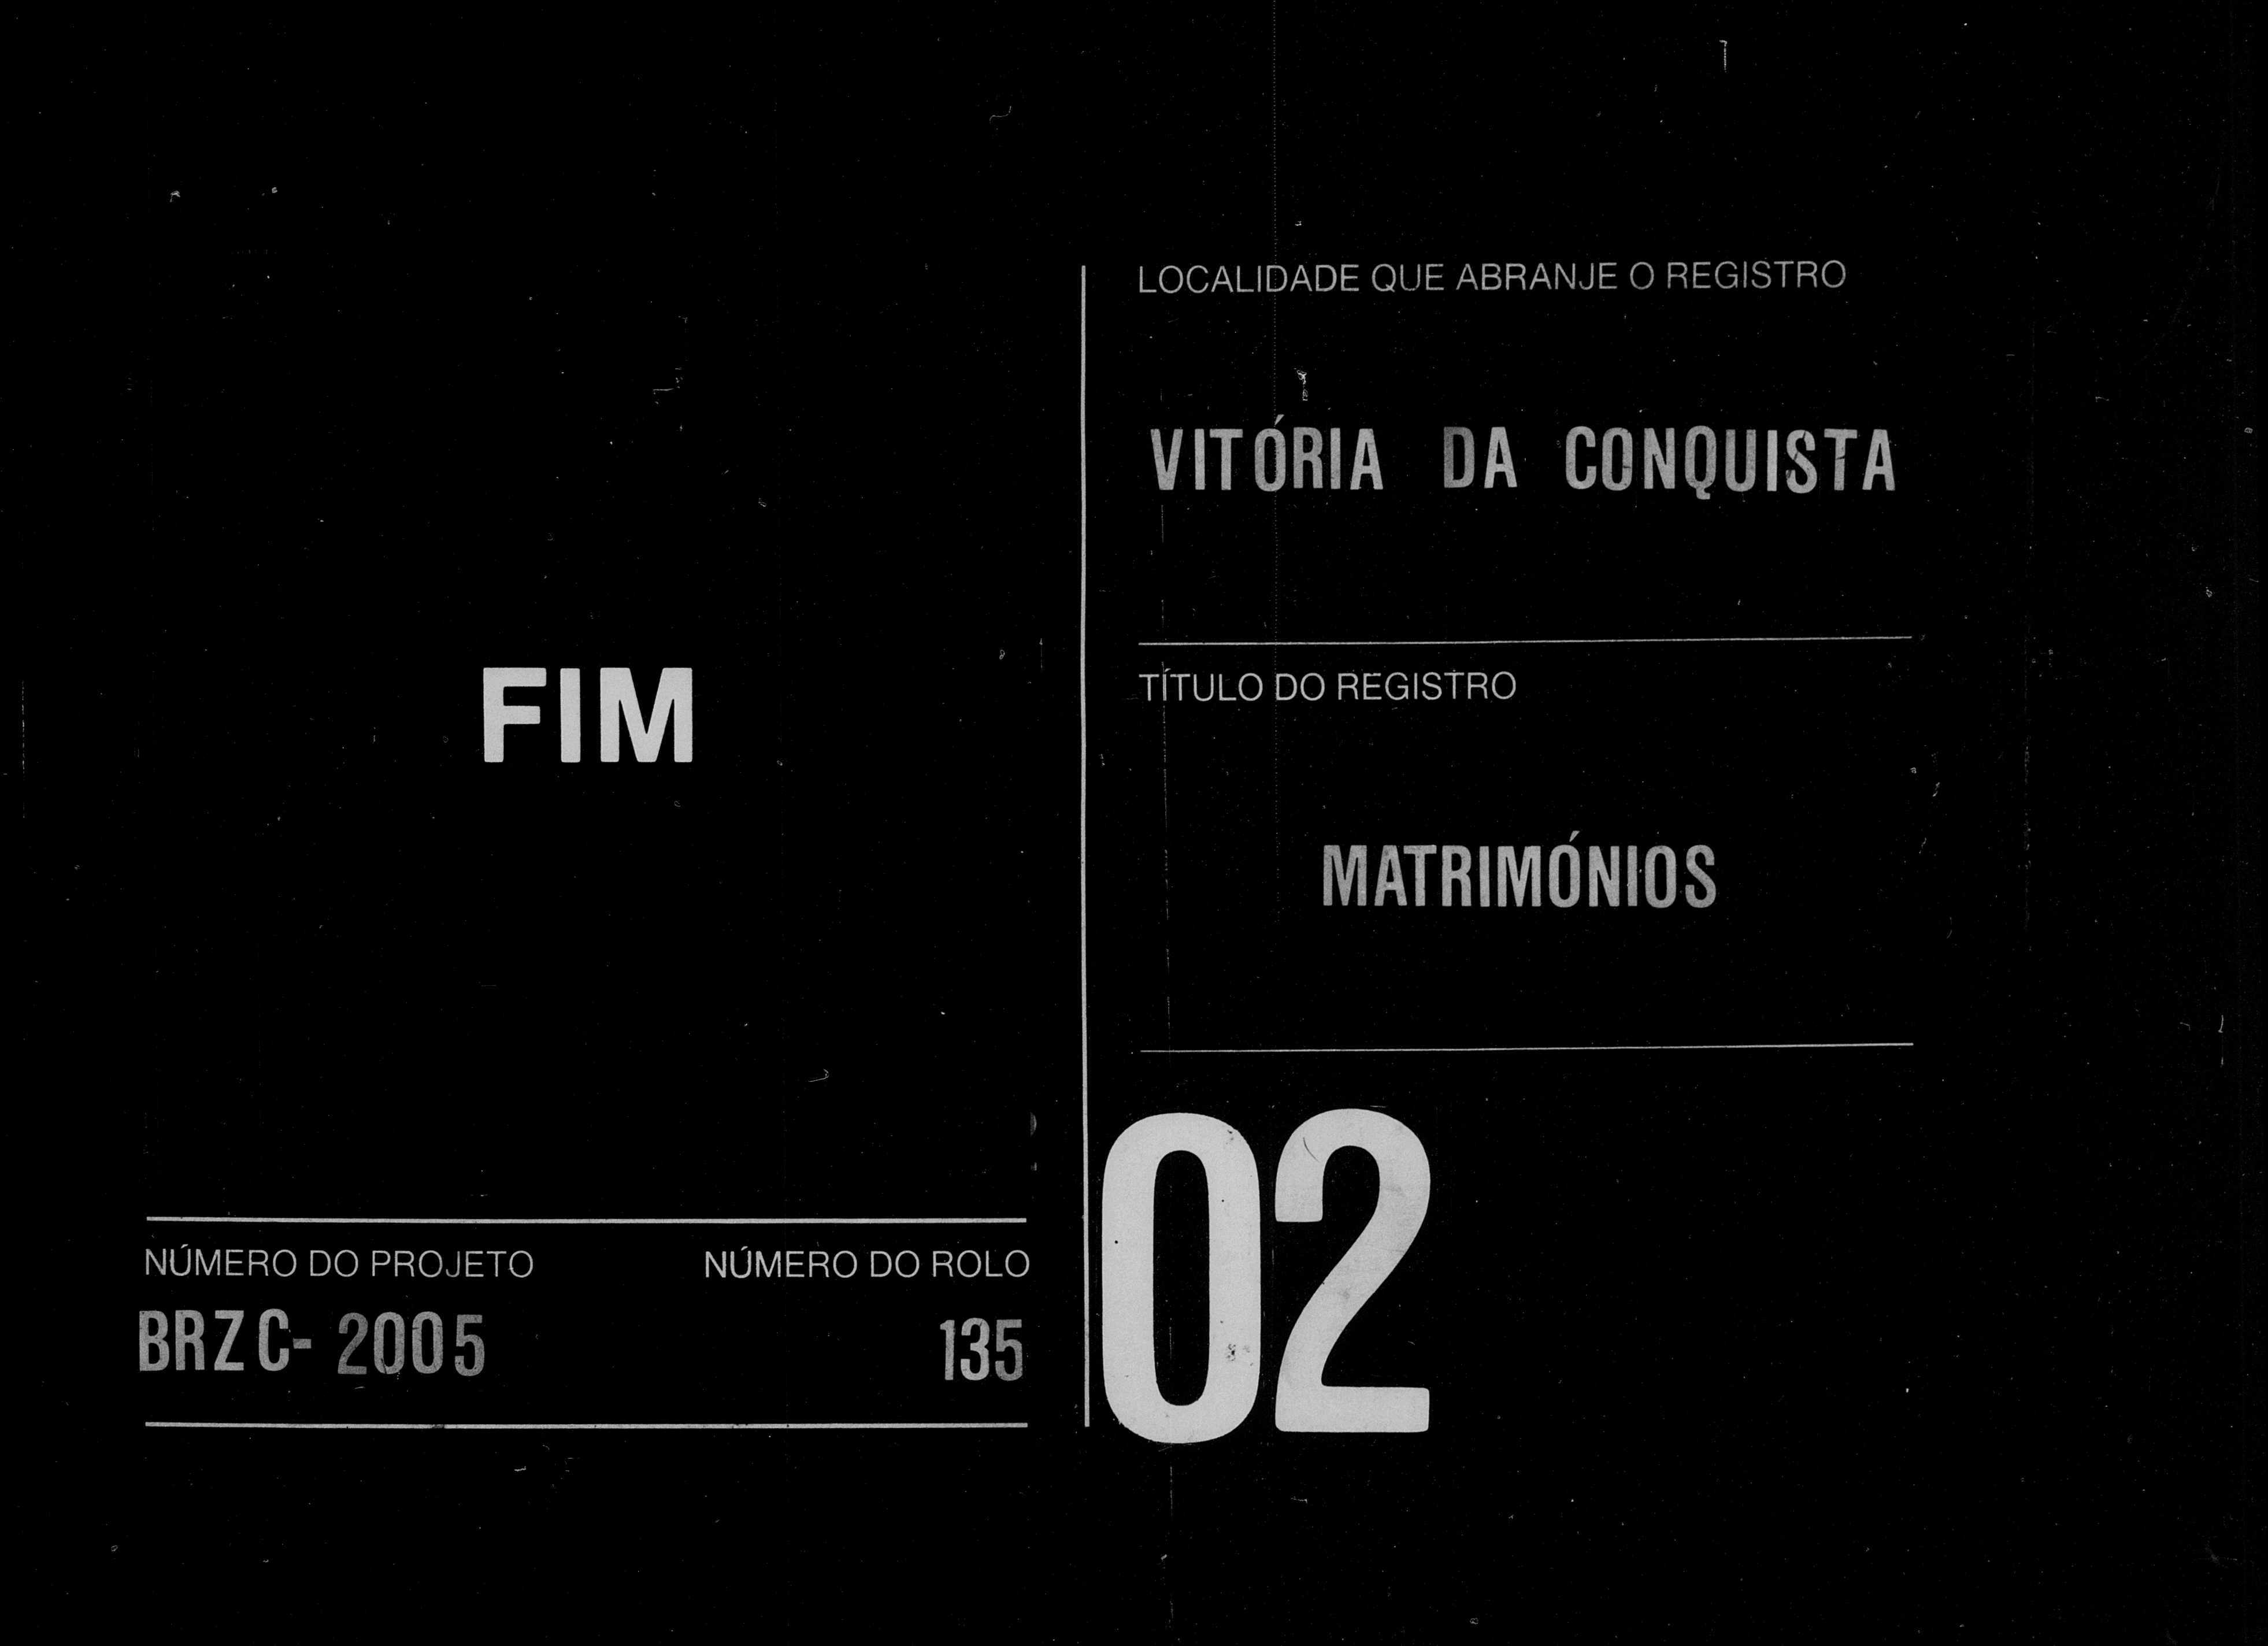 FIM
NÚMERO DO PROJETO
BRZC-2005
NÚMERO DO ROLO
135
LOCALIDADE QUE ABRANJE O REGISTRO
VITÓRIA DA CONQUISTA
TÍTULO DO REGISTRO
MATRIMÓNIOS
02